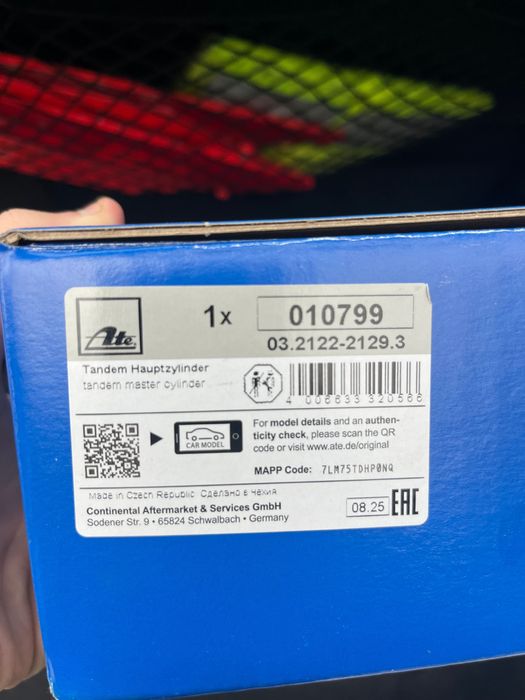 Ate
1x
010799
03.2122-2129.3
Tandem Hauptzylinder
tandem master cylinder
4 006633 320566
CAR MODEL
For model details and an authen-
ticity check, please scan the QR
code or visit www.ate.de/original
MAPP Code: 7LM75TDHP0NQ
Made in Czech Republic Сделано в Чехия
Continental Aftermarket & Services GmbH
Sodener Str. 9 • 65824 Schwalbach • Germany
08.25
EAC